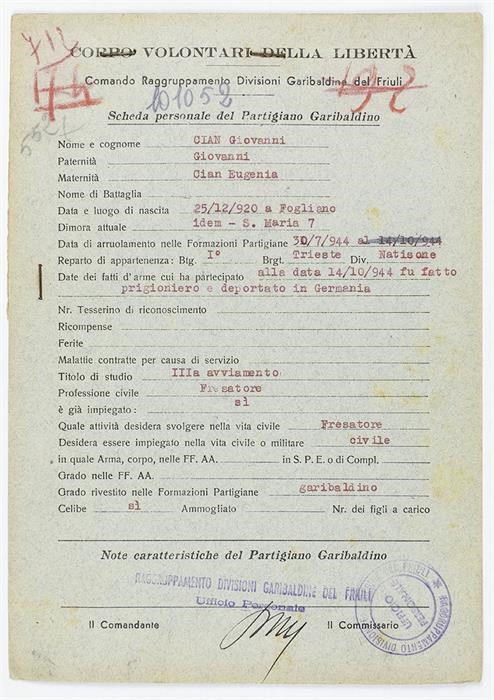 713
CORPO VOLONTARI DELLA LIBERTÀ
Comando Raggruppamento Divisioni Garibaldine del Friuli
101052
Scheda personale del Partigiano Garibaldino
Nome e cognome CIAN Giovanni
Paternità Giovanni
Maternità Cian Eugenia
Nome di Battaglia
Data e luogo di nascita 25/12/920 a Fogliano
Dimora attuale idem - S. Maria 7
Data di arruolamento nelle Formazioni Partigiane 30/7/944 al 14/10/944
Reparto di appartenenza: Btg. I° Brgt. Trieste Div. Natisone
Date dei fatti d'arme cui ha partecipato alla data 14/10/944 fu fatto
prigioniero e deportato in Germania
Nr. Tesserino di riconoscimento
Ricompense
Ferite
Malattie contratte per causa di servizio
Titolo di studio IIIa avviamento
Professione civile Fresatore
è già impiegato: sì
Quale attività desidera svolgere nella vita civile Fresatore
Desidera essere impiegato nella vita civile o militare civile
in quale Arma, corpo, nelle FF. AA. in S. P. E. o di Compl.
Grado nelle FF. AA.
Grado rivestito nelle Formazioni Partigiane garibaldino
Celibe sì Ammogliato Nr. dei figli a carico
Note caratteristiche del Partigiano Garibaldino
RAGGRUPPAMENTO DIVISIONI GARIBALDINE DEL FRIULI
Ufficio Personale
Il Comandante Il Commissario
RAGGRUPPAMENTO DIVISIONI FRIULI
UFFICIO PERSONALE